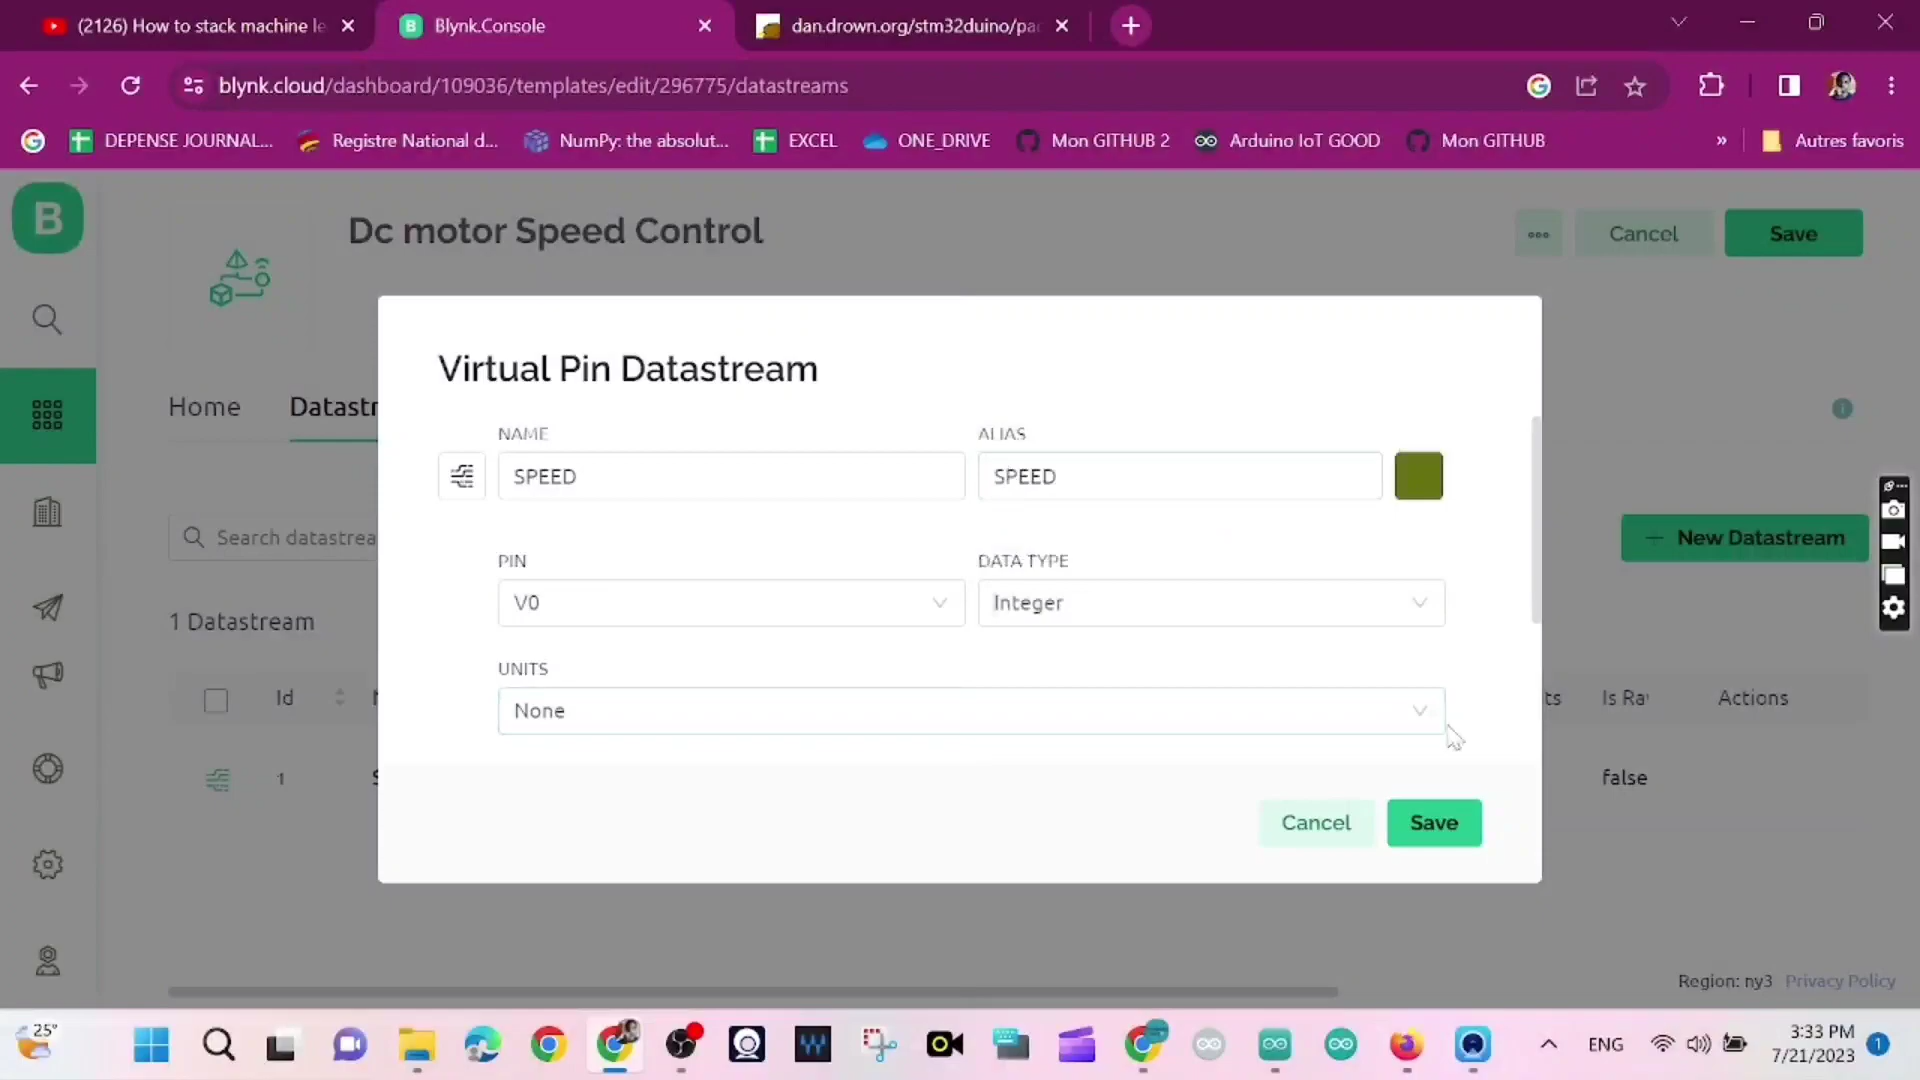 (2126) How to stack machine le
Blynk.Console
dan.drown.org/stm32duino/pac
blynk.cloud/dashboard/109036/templates/edit/296775/datastreams
DEPENSE JOURNAL...
Registre National d...
NumPy: the absolut...
EXCEL
ONE_DRIVE
Mon GITHUB 2
Arduino IoT GOOD
Mon GITHUB
»
Autres favoris
B
Dc motor Speed Control
Cancel
Save
Home
Datastr
Virtual Pin Datastream
NAME
ALIAS
SPEED
SPEED
Search datastrea
+ New Datastream
PIN
DATA TYPE
V0
Integer
1 Datastream
UNITS
Id
None
ts
Is Ra
Actions
1
false
Cancel
Save
Region: ny3
Privacy Policy
25°
ENG
3:33 PM
7/21/2023
1